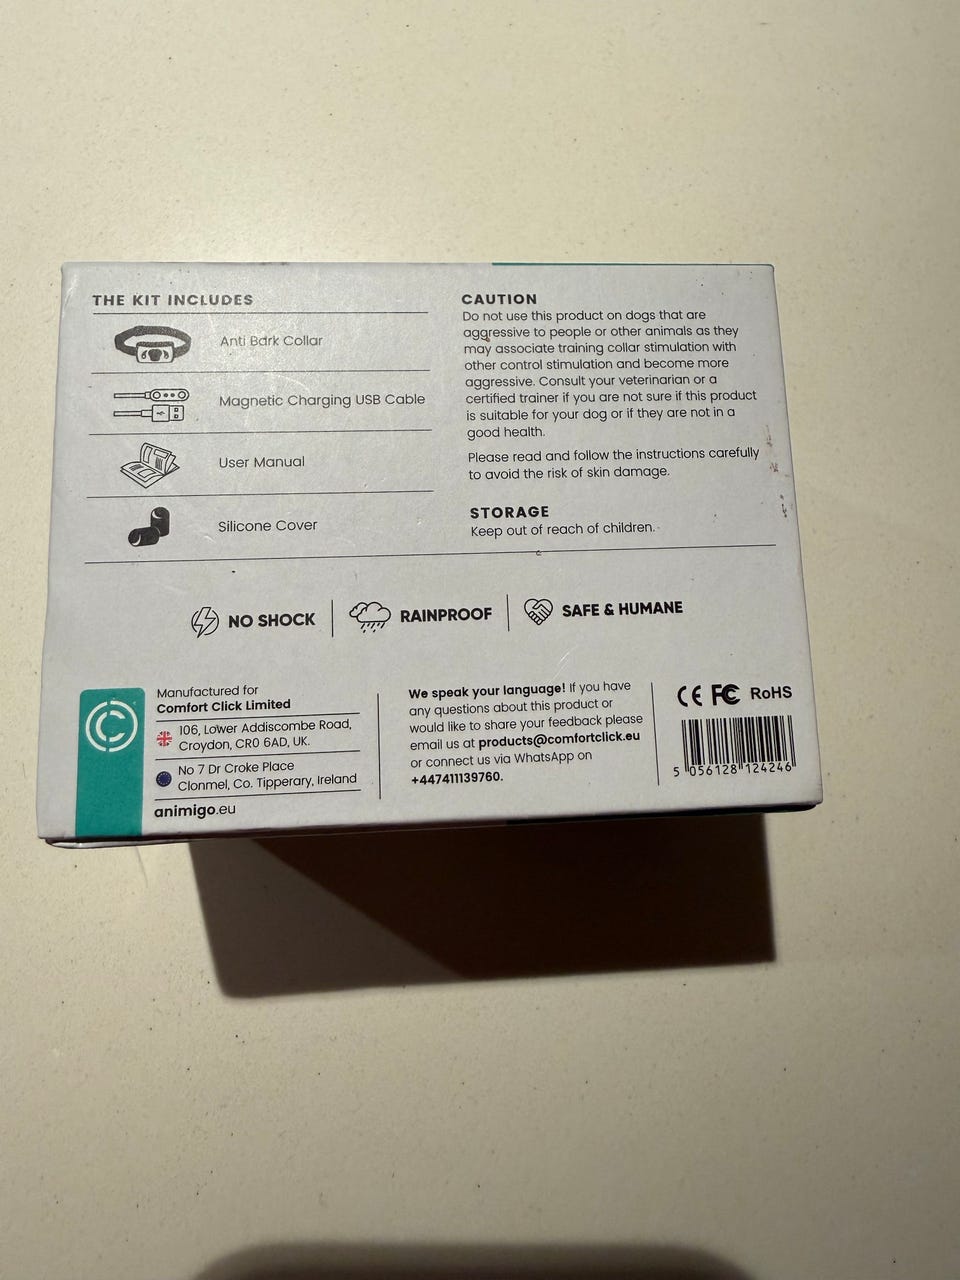 THE KIT INCLUDES
Anti Bark Collar
Magnetic Charging USB Cable
User Manual
Silicone Cover
CAUTION
Do not use this product on dogs that are
aggressive to people or other animals as they
may associate training collar stimulation with
other control stimulation and become more
aggressive. Consult your veterinarian or a
certified trainer if you are not sure if this product
is suitable for your dog or if they are not in a
good health.
Please read and follow the instructions carefully
to avoid the risk of skin damage.
STORAGE
Keep out of reach of children.
NO SHOCK
RAINPROOF
SAFE & HUMANE
Manufactured for
Comfort Click Limited
106, Lower Addiscombe Road,
Croydon, CR0 6AD, UK.
No 7 Dr Croke Place
Clonmel, Co. Tipperary, Ireland
animigo.eu
We speak your language! If you have
any questions about this product or
would like to share your feedback please
email us at products@comfortclick.eu
or connect us via WhatsApp on
+447411139760.
CE FC RoHS
5 056128 124246